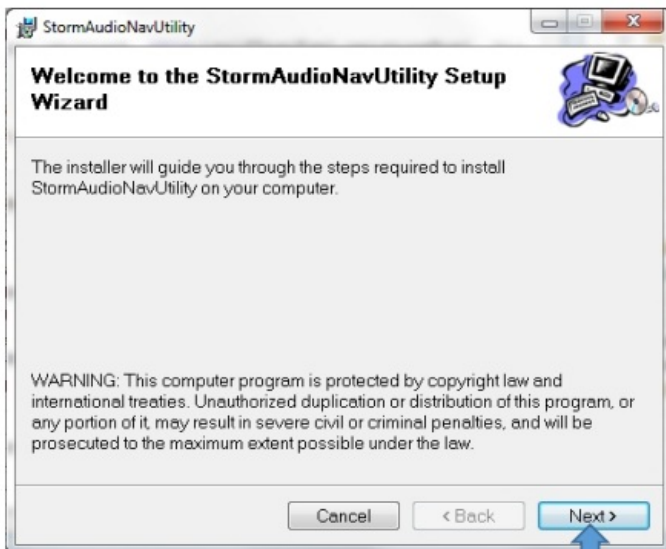 StormAudioNavUtility
Welcome to the StormAudioNavUtility Setup
Wizard
The installer will guide you through the steps required to install
StormAudioNavUtility on your computer.
WARNING: This computer program is protected by copyright law and
international treaties. Unauthorized duplication or distribution of this program, or
any portion of it, may result in severe civil or criminal penalties, and will be
prosecuted to the maximum extent possible under the law.
Cancel
< Back
Next >